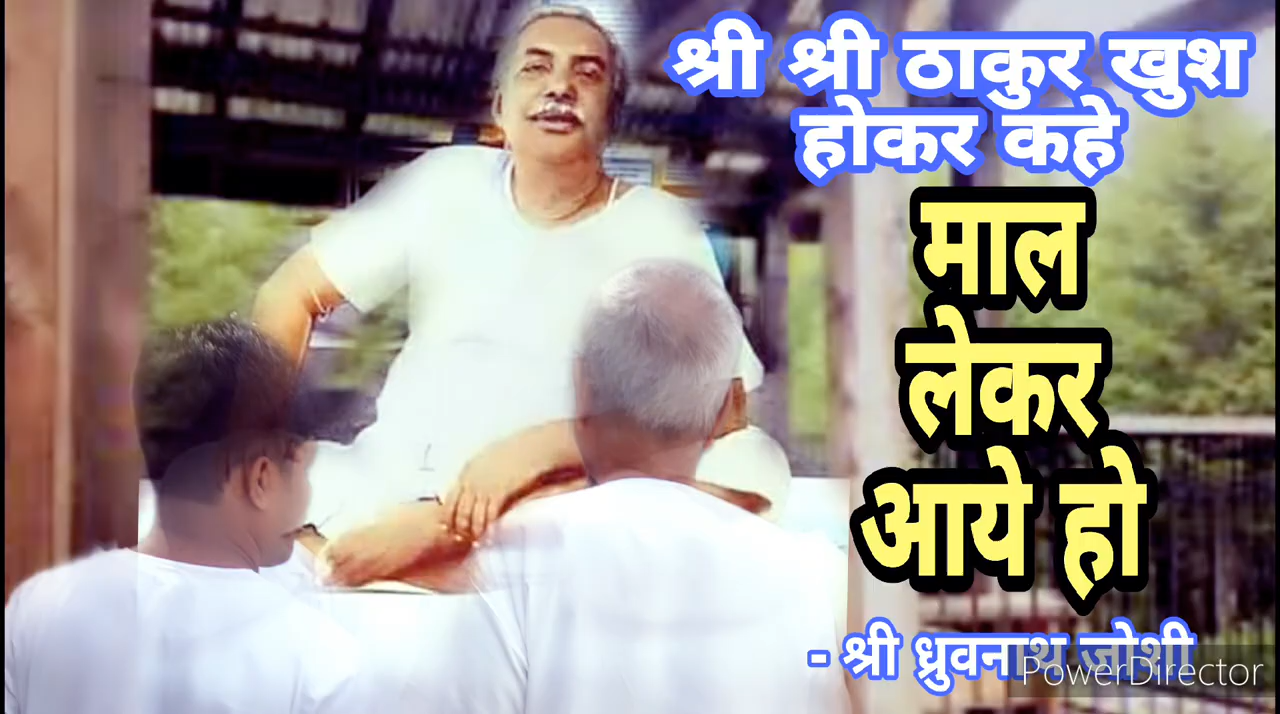 श्री श्री ठाकुर खुश
होकर कहे
माल
लेकर
आये हो
- श्री ध्रुवनाथ जोशी
PowerDirector